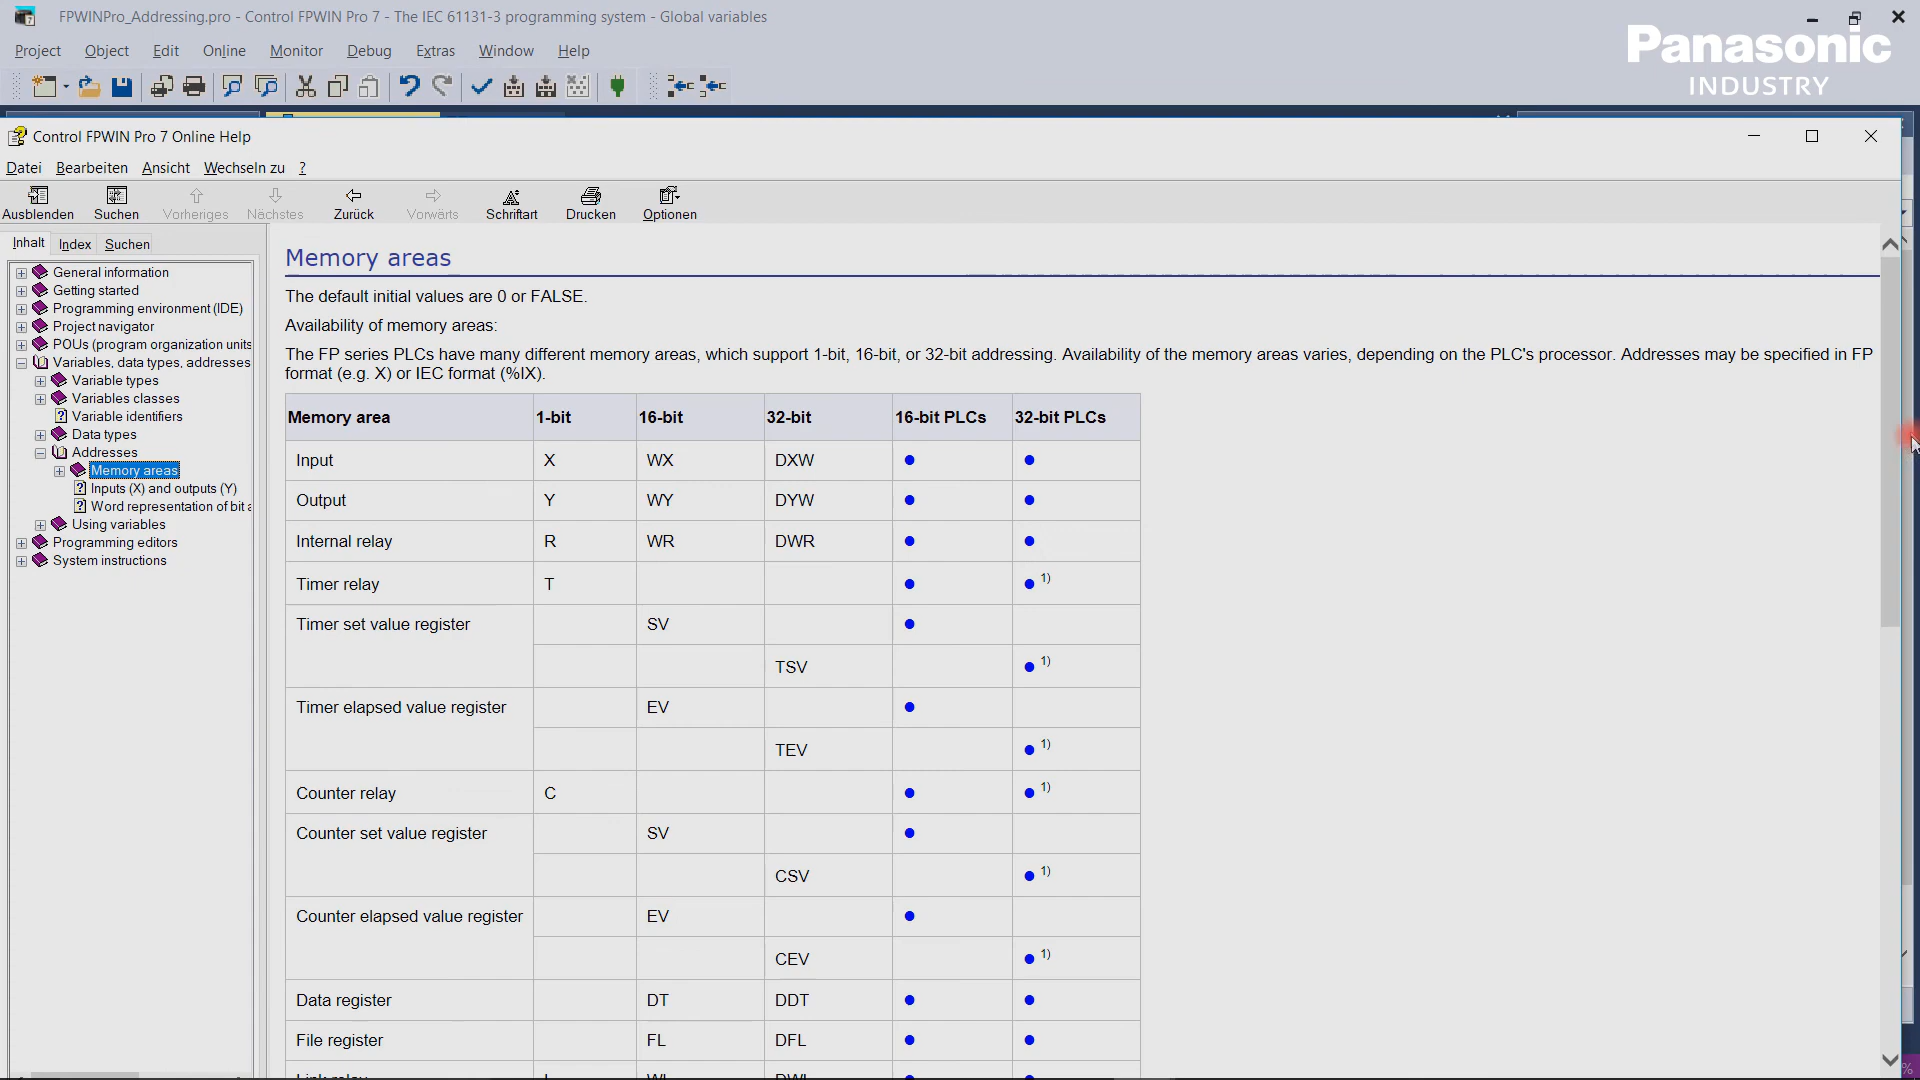 FPWINPro_Addressing.pro - Control FPWIN Pro 7 - The IEC 61131-3 programming system - Global variables
Project Object Edit Online Monitor Debug Extras Window Help
Panasonic
INDUSTRY
Control FPWIN Pro 7 Online Help
Datei Bearbeiten Ansicht Wechseln zu ?
Ausblenden Suchen Vorheriges Nächstes Zurück Vorwärts Schriftart Drucken Optionen
Inhalt Index Suchen
General information
Getting started
Programming environment (IDE)
Project navigator
POUs (program organization units
Variables, data types, addresses
Variable types
Variables classes
Variable identifiers
Data types
Addresses
Memory areas
Inputs (X) and outputs (Y)
Word representation of bit a
Using variables
Programming editors
System instructions
Memory areas
The default initial values are 0 or FALSE.
Availability of memory areas:
The FP series PLCs have many different memory areas, which support 1-bit, 16-bit, or 32-bit addressing. Availability of the memory areas varies, depending on the PLC's processor. Addresses may be specified in FP
format (e.g. X) or IEC format (%IX).
Memory area 1-bit 16-bit 32-bit 16-bit PLCs 32-bit PLCs
Input X WX DXW ● ●
Output Y WY DYW ● ●
Internal relay R WR DWR ● ●
Timer relay T ● ● 1)
Timer set value register SV ●
TSV ● 1)
Timer elapsed value register EV ●
TEV ● 1)
Counter relay C ● ● 1)
Counter set value register SV ●
CSV ● 1)
Counter elapsed value register EV ●
CEV ● 1)
Data register DT DDT ● ●
File register FL DFL ● ●